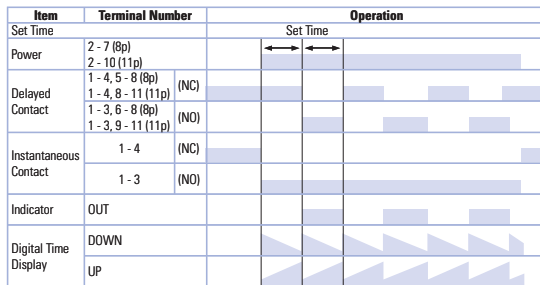 Item Terminal Number Operation
Set Time Set Time
Power 2 - 7 (8p)
2 - 10 (11p)
Delayed Contact 1 - 4, 5 - 8 (8p)
1 - 4, 8 - 11 (11p) (NC)
1 - 3, 6 - 8 (8p)
1 - 3, 9 - 11 (11p) (NO)
Instantaneous Contact 1 - 4 (NC)
1 - 3 (NO)
Indicator OUT
Digital Time Display DOWN
UP